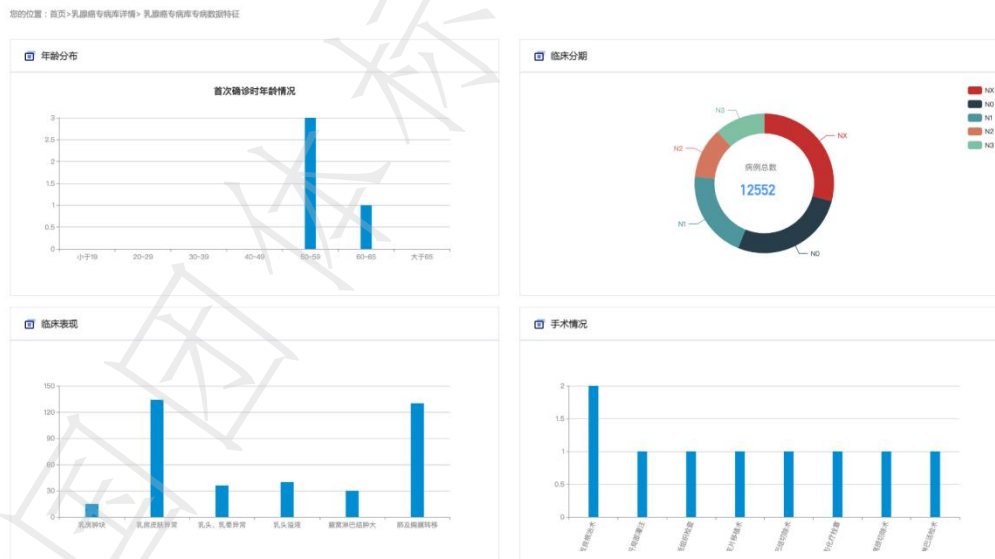 您的位置：首页>乳腺癌专病库详情> 乳腺癌专病库专病数据特征
年龄分布
首次确诊时年龄情况
3
2.5
2
1.5
1
0.5
0
小于19 20-29 30-39 40-49 50-59 60-65 大于65
临床分期
NX
N0
N1
N2
N3
N3
NX
N2
病例总数
12552
N1
N0
临床表现
150
120
90
60
30
0
乳房肿块 乳房皮肤异常 乳头、乳晕异常 乳头溢液 腋窝淋巴结肿大
手术情况
2
1.5
1
0.5
0